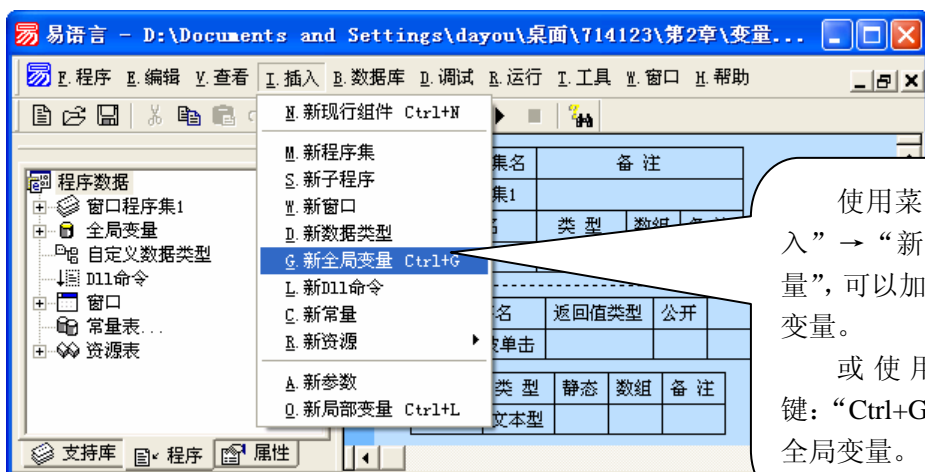 易语言 - D:\Documents and Settings\dayou\桌面\714123\第2章\变量...
F.程序 E.编辑 V.查看 I.插入 B.数据库 D.调试 R.运行 T.工具 W.窗口 H.帮助
N.新现行组件 Ctrl+N
M.新程序集
S.新子程序
W.新窗口
D.新数据类型
G.新全局变量 Ctrl+G
L.新Dll命令
C.新常量
R.新资源
A.新参数
O.新局部变量 Ctrl+L
程序数据
窗口程序集1
全局变量
自定义数据类型
Dll命令
窗口
常量表...
资源表
支持库 程序 属性
集名 备 注
集1
类 型 数组
名 返回值类型 公开
被单击
类 型 静态 数组 备 注
文本型
使用菜
入”→“新
量”,可以加
变量。
或 使 用
键:“Ctrl+G
全局变量。